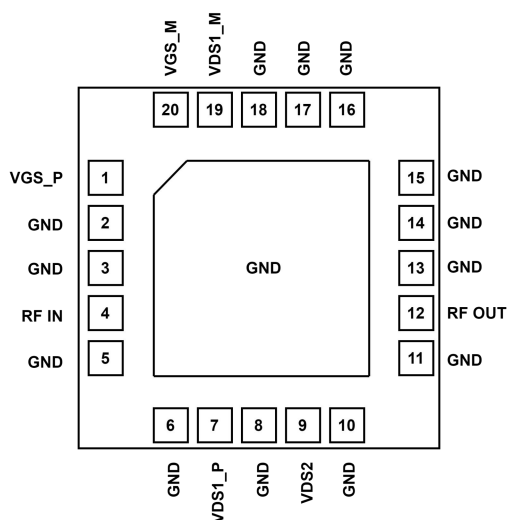 VGS_M
VDS1_M
GND
GND
GND
20 19 18 17 16
VGS_P 1
15 GND
GND 2
14 GND
GND 3
13 GND
GND
RF IN 4
12 RF OUT
GND 5
11 GND
6 7 8 9 10
GND
VDS1_P
GND
VDS2
GND